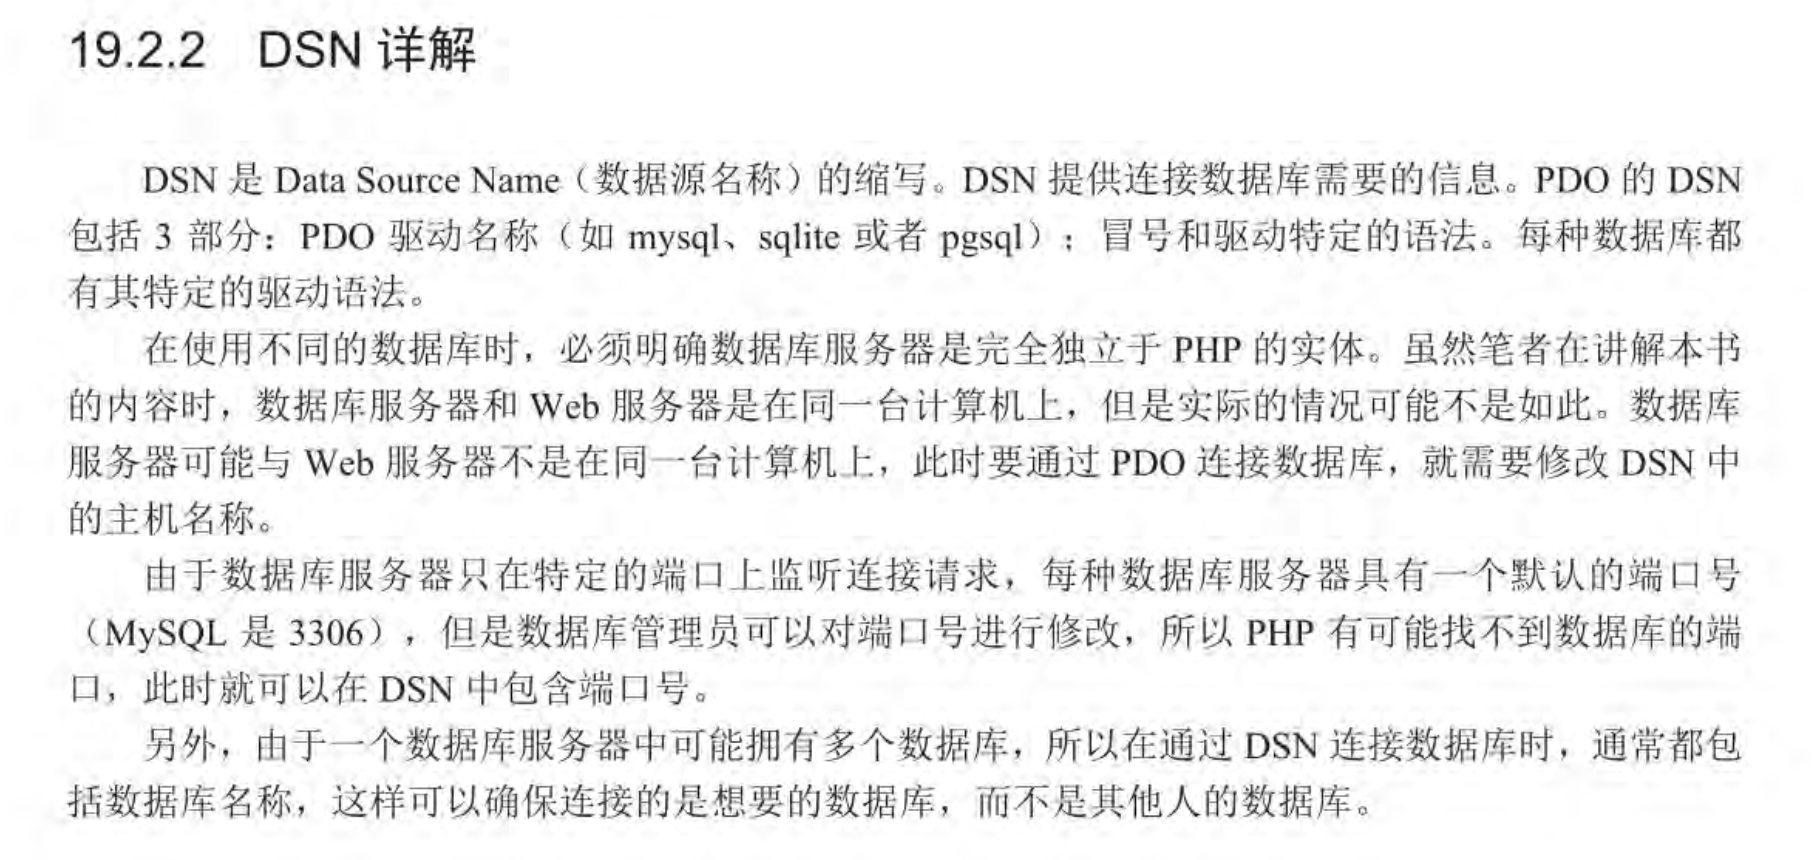 19.2.2 DSN 详解
DSN 是 Data Source Name（数据源名称）的缩写。DSN 提供连接数据库需要的信息。PDO 的 DSN
包括 3 部分：PDO 驱动名称（如 mysql、sqlite 或者 pgsql）；冒号和驱动特定的语法。每种数据库都
有其特定的驱动语法。
在使用不同的数据库时，必须明确数据库服务器是完全独立于 PHP 的实体。虽然笔者在讲解本书
的内容时，数据库服务器和 Web 服务器是在同一台计算机上，但是实际的情况可能不是如此。数据库
服务器可能与 Web 服务器不是在同一台计算机上，此时要通过 PDO 连接数据库，就需要修改 DSN 中
的主机名称。
由于数据库服务器只在特定的端口上监听连接请求，每种数据库服务器具有一个默认的端口号
（MySQL 是 3306），但是数据库管理员可以对端口号进行修改，所以 PHP 有可能找不到数据库的端
口，此时就可以在 DSN 中包含端口号。
另外，由于一个数据库服务器中可能拥有多个数据库，所以在通过 DSN 连接数据库时，通常都包
括数据库名称，这样可以确保连接的是想要的数据库，而不是其他人的数据库。